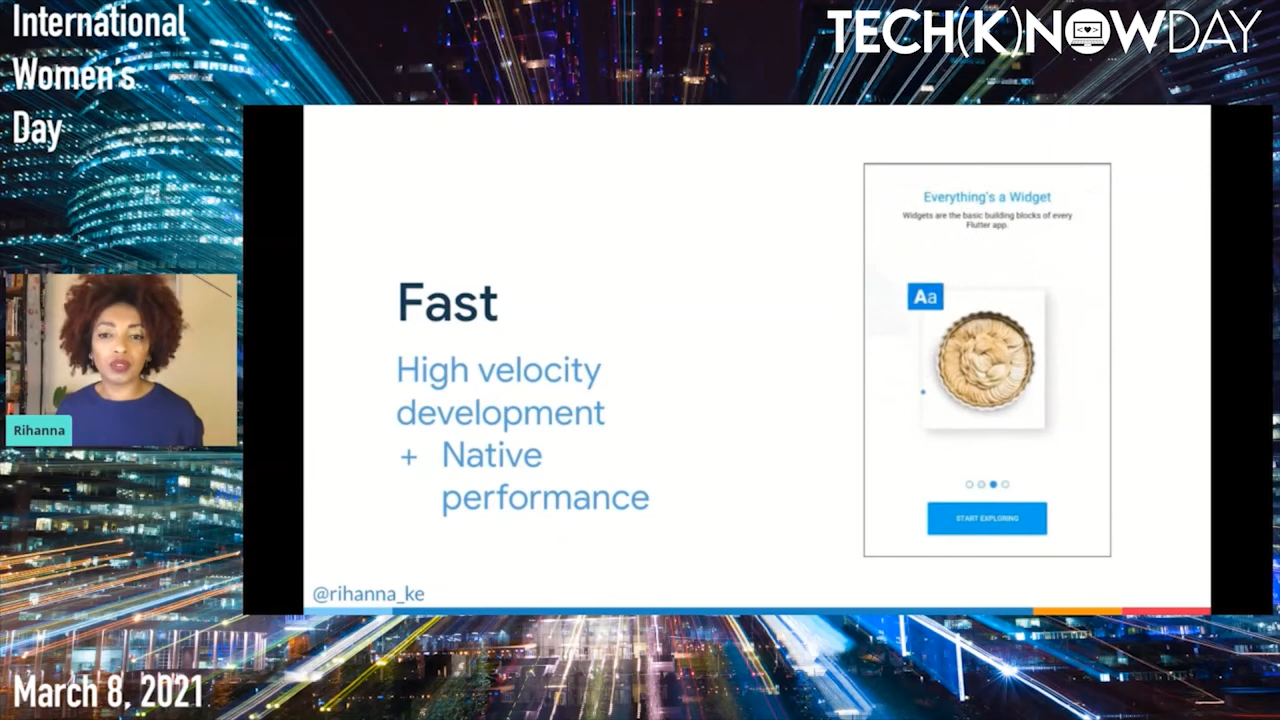 International
Women's
Day
TECH(K)NOWDAY
Fast
High velocity
development
+ Native
performance
Everything's a Widget
Widgets are the basic building blocks of every
Flutter app.
Aa
START EXPLORING
Rihanna
@rihanna_ke
March 8, 2021